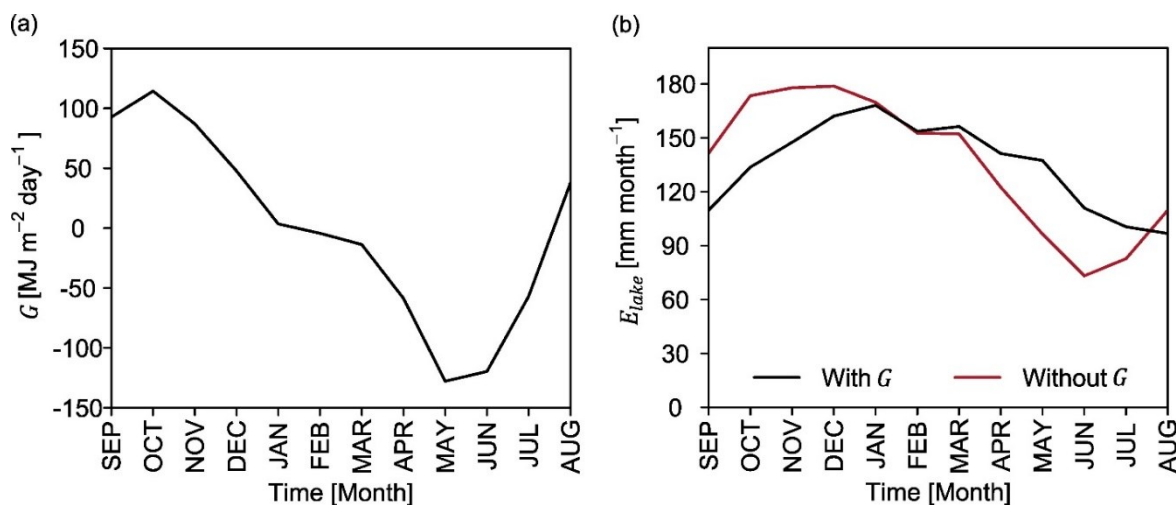 (a)
150
100
50
0
-50
-100
-150
G [MJ m⁻² day⁻¹]
SEP
OCT
NOV
DEC
JAN
FEB
MAR
APR
MAY
JUN
JUL
AUG
Time [Month]
(b)
180
150
120
90
60
30
0
E_lake [mm month⁻¹]
With G
Without G
SEP
OCT
NOV
DEC
JAN
FEB
MAR
APR
MAY
JUN
JUL
AUG
Time [Month]